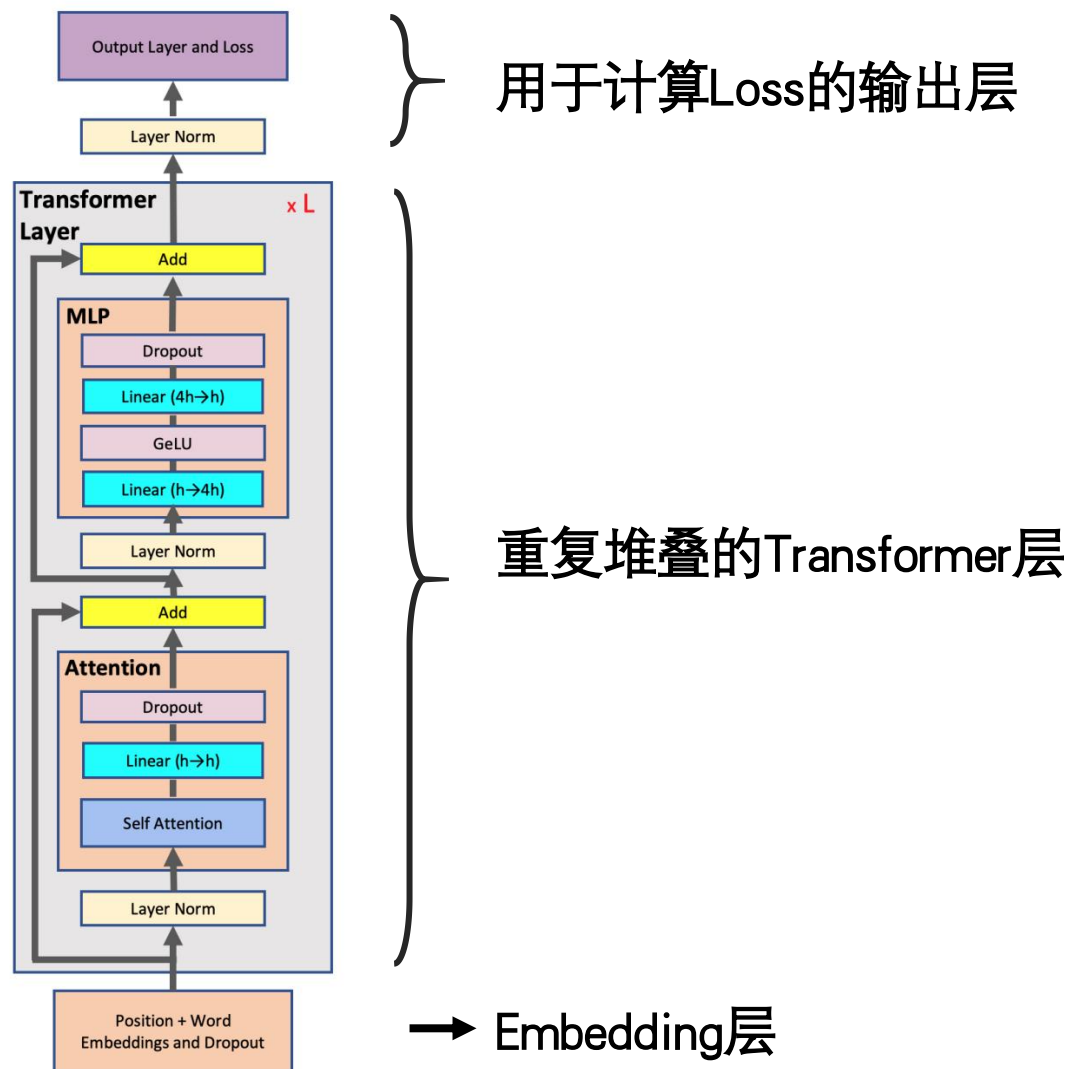 Output Layer and Loss
用于计算Loss的输出层
Layer Norm
Transformer
Layer
x L
Add
MLP
Dropout
Linear (4h→h)
GeLU
Linear (h→4h)
Layer Norm
重复堆叠的Transformer层
Add
Attention
Dropout
Linear (h→h)
Self Attention
Layer Norm
Position + Word
Embeddings and Dropout
Embedding层